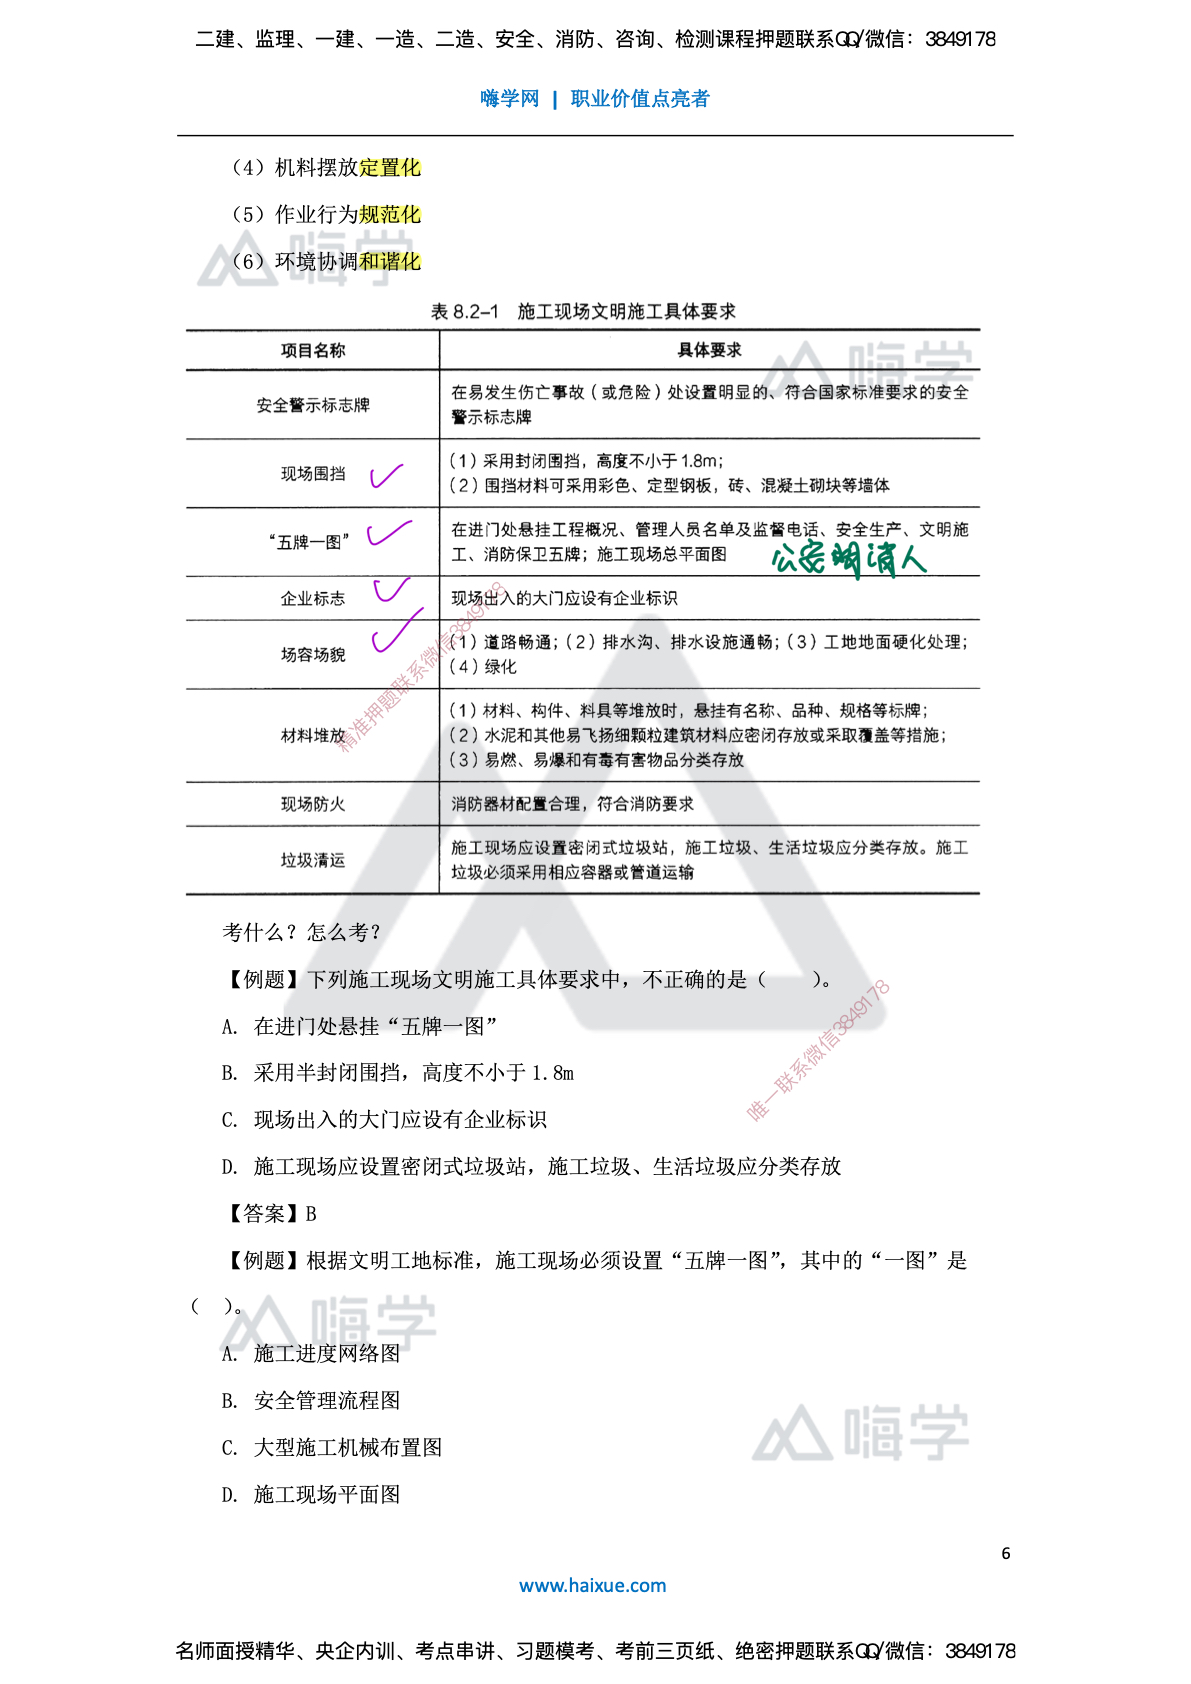 二建、监理、一建、一造、二造、安全、消防、咨询、检测课程押题联系QQ/微信：3849178
嗨学网 | 职业价值点亮者
（4）机料摆放定置化
（5）作业行为规范化
（6）环境协调和谐化
嗨学
表 8.2-1　施工现场文明施工具体要求
项目名称　具体要求
嗨学
安全警示标志牌　在易发生伤亡事故（或危险）处设置明显的、符合国家标准要求的安全
警示标志牌
现场围挡　（1）采用封闭围挡，高度不小于 1.8m；
（2）围挡材料可采用彩色、定型钢板，砖、混凝土砌块等墙体
“五牌一图”　在进门处悬挂工程概况、管理人员名单及监督电话、安全生产、文明施
工、消防保卫五牌；施工现场总平面图
公安明消人
企业标志　现场出入的大门应设有企业标识
场容场貌　（1）道路畅通；（2）排水沟、排水设施通畅；（3）工地地面硬化处理；
（4）绿化
精准押题联系微信3849178
材料堆放　（1）材料、构件、料具等堆放时，悬挂有名称、品种、规格等标牌；
（2）水泥和其他易飞扬细颗粒建筑材料应密闭存放或采取覆盖等措施；
（3）易燃、易爆和有毒有害物品分类存放
现场防火　消防器材配置合理，符合消防要求
垃圾清运　施工现场应设置密闭式垃圾站，施工垃圾、生活垃圾应分类存放。施工
垃圾必须采用相应容器或管道运输
考什么？怎么考？
【例题】下列施工现场文明施工具体要求中，不正确的是（　　）。
A. 在进门处悬挂“五牌一图”
B. 采用半封闭围挡，高度不小于 1.8m
唯一联系微信3849178
C. 现场出入的大门应设有企业标识
D. 施工现场应设置密闭式垃圾站，施工垃圾、生活垃圾应分类存放
【答案】B
【例题】根据文明工地标准，施工现场必须设置“五牌一图”，其中的“一图”是
（　）。
嗨学
A. 施工进度网络图
B. 安全管理流程图
C. 大型施工机械布置图
嗨学
D. 施工现场平面图
6
www.haixue.com
名师面授精华、央企内训、考点串讲、习题模考、考前三页纸、绝密押题联系QQ/微信：3849178